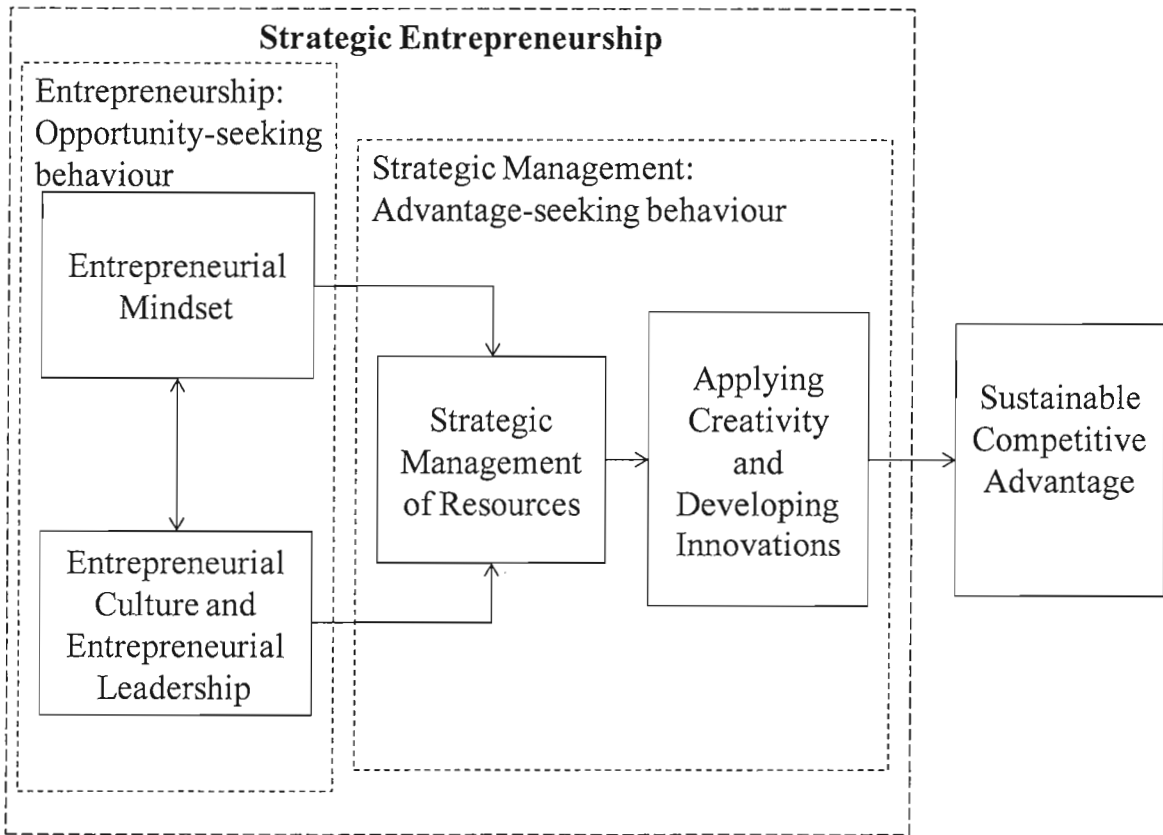 Strategic Entrepreneurship
Entrepreneurship:
Opportunity-seeking
behaviour
Strategic Management:
Advantage-seeking behaviour
Entrepreneurial
Mindset
Strategic
Management
of Resources
Applying
Creativity
and
Developing
Innovations
Sustainable
Competitive
Advantage
Entrepreneurial
Culture and
Entrepreneurial
Leadership